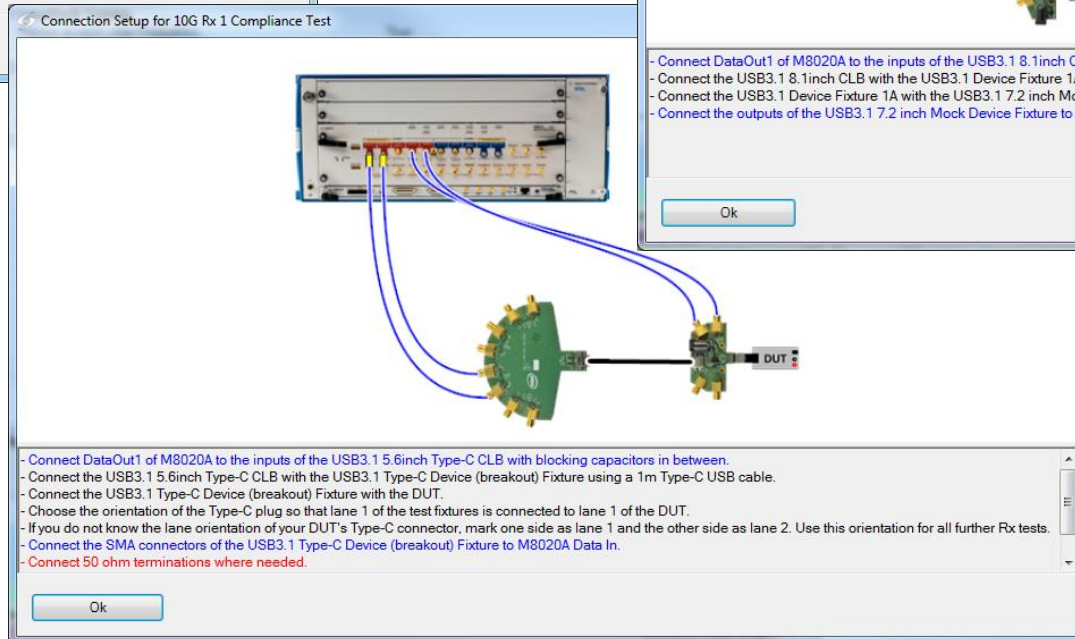 Connection Setup for 10G Rx 1 Compliance Test
DUT
- Connect DataOut1 of M8020A to the inputs of the USB3.1 5.6inch Type-C CLB with blocking capacitors in between.
- Connect the USB3.1 5.6inch Type-C CLB with the USB3.1 Type-C Device (breakout) Fixture using a 1m Type-C USB cable.
- Connect the USB3.1 Type-C Device (breakout) Fixture with the DUT.
- Choose the orientation of the Type-C plug so that lane 1 of the test fixtures is connected to lane 1 of the DUT.
- If you do not know the lane orientation of your DUT's Type-C connector, mark one side as lane 1 and the other side as lane 2. Use this orientation for all further Rx tests.
- Connect the SMA connectors of the USB3.1 Type-C Device (breakout) Fixture to M8020A Data In.
- Connect 50 ohm terminations where needed.
Ok
- Connect DataOut1 of M8020A to the inputs of the USB3.1 8.1inch C
- Connect the USB3.1 8.1inch CLB with the USB3.1 Device Fixture 1
- Connect the USB3.1 Device Fixture 1A with the USB3.1 7.2 inch Mo
- Connect the outputs of the USB3.1 7.2 inch Mock Device Fixture to
Ok